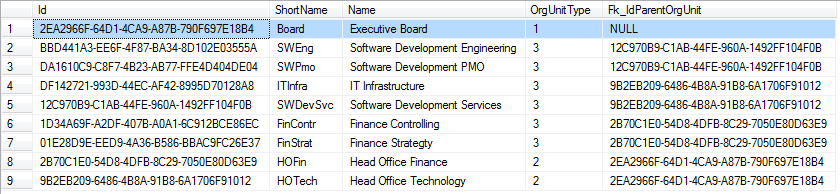 Id ShortName Name OrgUnitType Fk_IdParentOrgUnit
1 2EA2966F-64D1-4CA9-A87B-790F697E18B4 Board Executive Board 1 NULL
2 BBD441A3-EE6F-4F87-BA34-8D102E03555A SWEng Software Development Engineering 3 12C970B9-C1AB-44FE-960A-1492FF104F0B
3 DA1610C9-C8F7-4B23-AB77-FFE4D404DE04 SWPmo Software Development PMO 3 12C970B9-C1AB-44FE-960A-1492FF104F0B
4 DF142721-993D-44EC-AF42-8995D70128A8 ITInfra IT Infrastructure 3 9B2EB209-6486-4B8A-91B8-6A1706F91012
5 12C970B9-C1AB-44FE-960A-1492FF104F0B SWDevSvc Software Development Services 3 9B2EB209-6486-4B8A-91B8-6A1706F91012
6 1D34A69F-A2DF-407B-A0A1-6C912BCE86EC FinContr Finance Controlling 3 2B70C1E0-54D8-4DFB-8C29-7050E80D63E9
7 01E28D9E-EED9-4A36-B586-BBAC9FC26E37 FinStrat Finance Strategty 3 2B70C1E0-54D8-4DFB-8C29-7050E80D63E9
8 2B70C1E0-54D8-4DFB-8C29-7050E80D63E9 HOFin Head Office Finance 2 2EA2966F-64D1-4CA9-A87B-790F697E18B4
9 9B2EB209-6486-4B8A-91B8-6A1706F91012 HOTech Head Office Technology 2 2EA2966F-64D1-4CA9-A87B-790F697E18B4